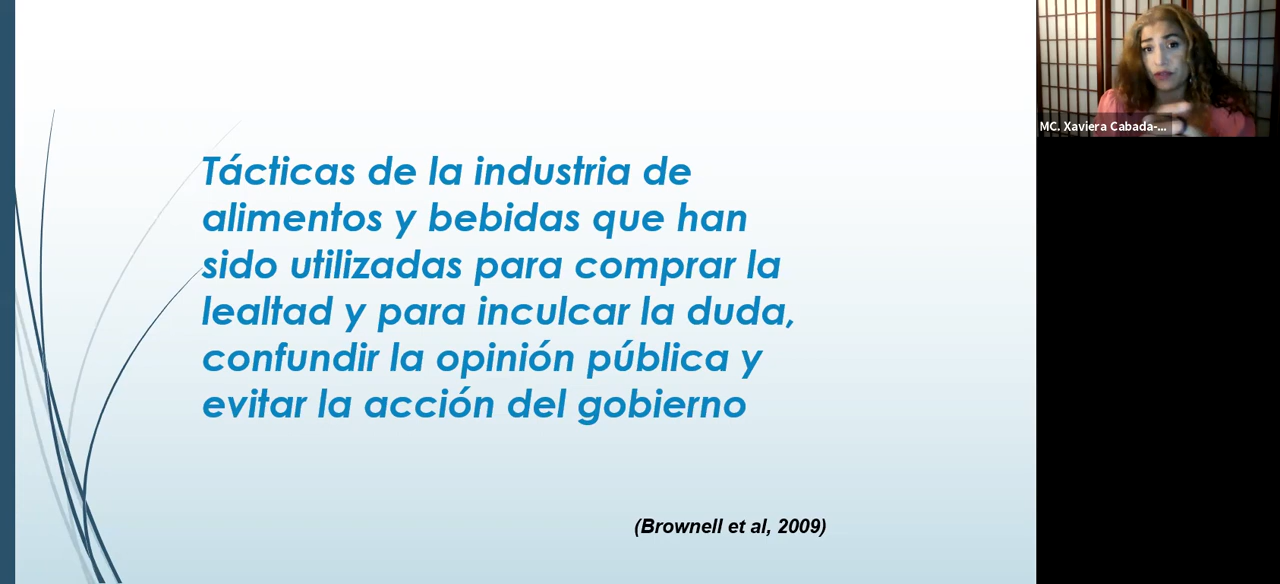 Tácticas de la industria de
alimentos y bebidas que han
sido utilizadas para comprar la
lealtad y para inculcar la duda,
confundir la opinión pública y
evitar la acción del gobierno
(Brownell et al, 2009)
MC. Xaviera Cabada-...